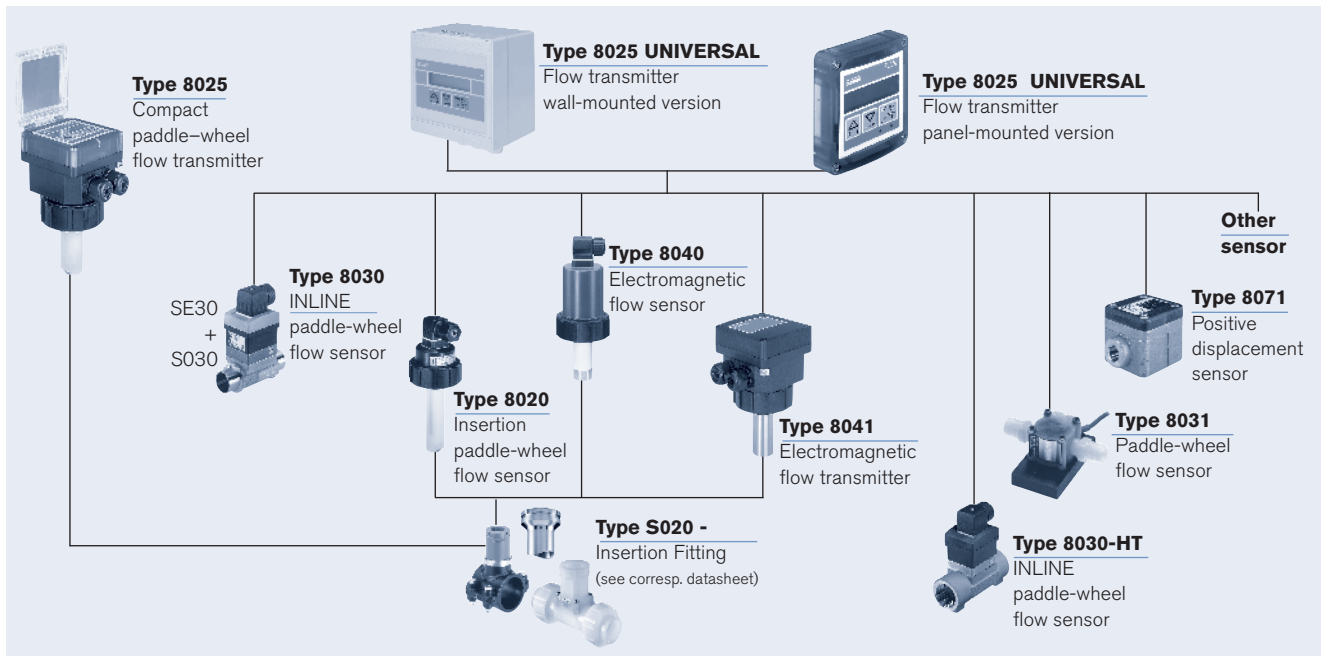 Type 8025
Compact
paddle–wheel
flow transmitter
Type 8025 UNIVERSAL
Flow transmitter
wall-mounted version
Type 8025 UNIVERSAL
Flow transmitter
panel-mounted version
SE30
+
S030
Type 8030
INLINE
paddle-wheel
flow sensor
Type 8020
Insertion
paddle-wheel
flow sensor
Type 8040
Electromagnetic
flow sensor
Type 8041
Electromagnetic
flow transmitter
Other
sensor
Type 8071
Positive
displacement
sensor
Type 8031
Paddle-wheel
flow sensor
Type 8030-HT
INLINE
paddle-wheel
flow sensor
Type S020 -
Insertion Fitting
(see corresp. datasheet)